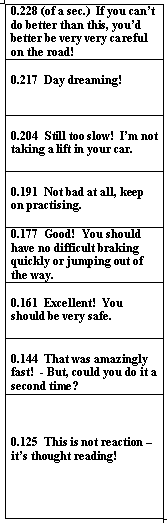 0.228 (of a sec.)  If you can't
do better than this, you'd
better be very very careful
on the road!
0.217  Day dreaming!
0.204  Still too slow!  I'm not
taking a lift in your car.
0.191  Not bad at all, keep
on practising.
0.177  Good!  You should
have no difficult braking
quickly or jumping out of
the way.
0.161  Excellent!  You
should be very safe.
0.144  That was amazingly
fast!  - But, could you do it a
second time?
0.125  This is not reaction –
it's thought reading!